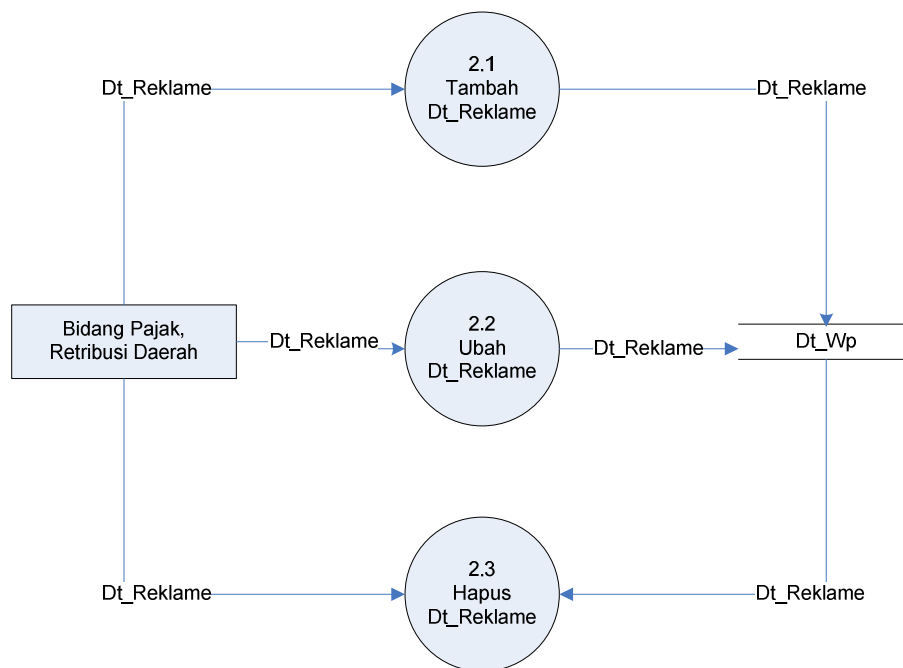 2.1
Tambah
Dt_Reklame
Dt_Reklame
Dt_Reklame
Bidang Pajak,
Retribusi Daerah
Dt_Reklame
2.2
Ubah
Dt_Reklame
Dt_Reklame
Dt_Wp
2.3
Hapus
Dt_Reklame
Dt_Reklame
Dt_Reklame